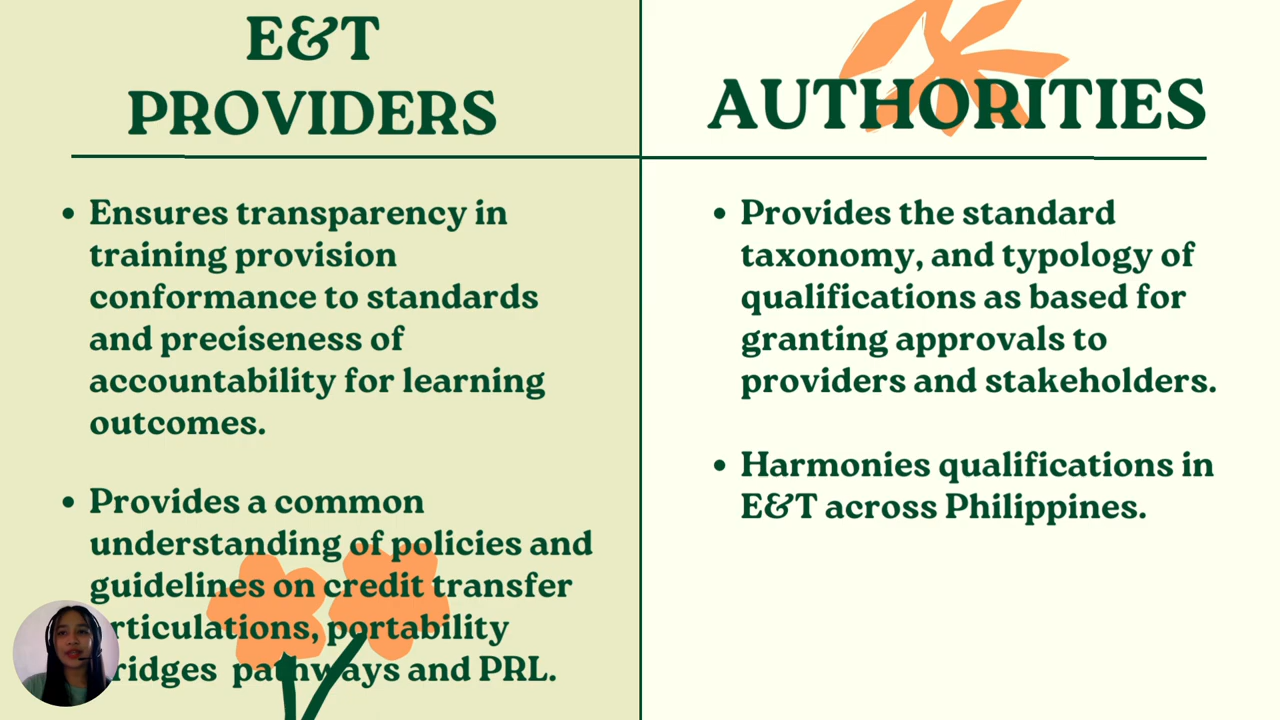 E&T
PROVIDERS
Ensures transparency in
training provision
conformance to standards
and preciseness of
accountability for learning
outcomes.
Provides a common
understanding of policies and
guidelines on credit transfer
rticulations, portability
ridges pathways and PRL.
AUTHORITIES
Provides the standard
taxonomy, and typology of
qualifications as based for
granting approvals to
providers and stakeholders.
Harmonies qualifications in
E&T across Philippines.